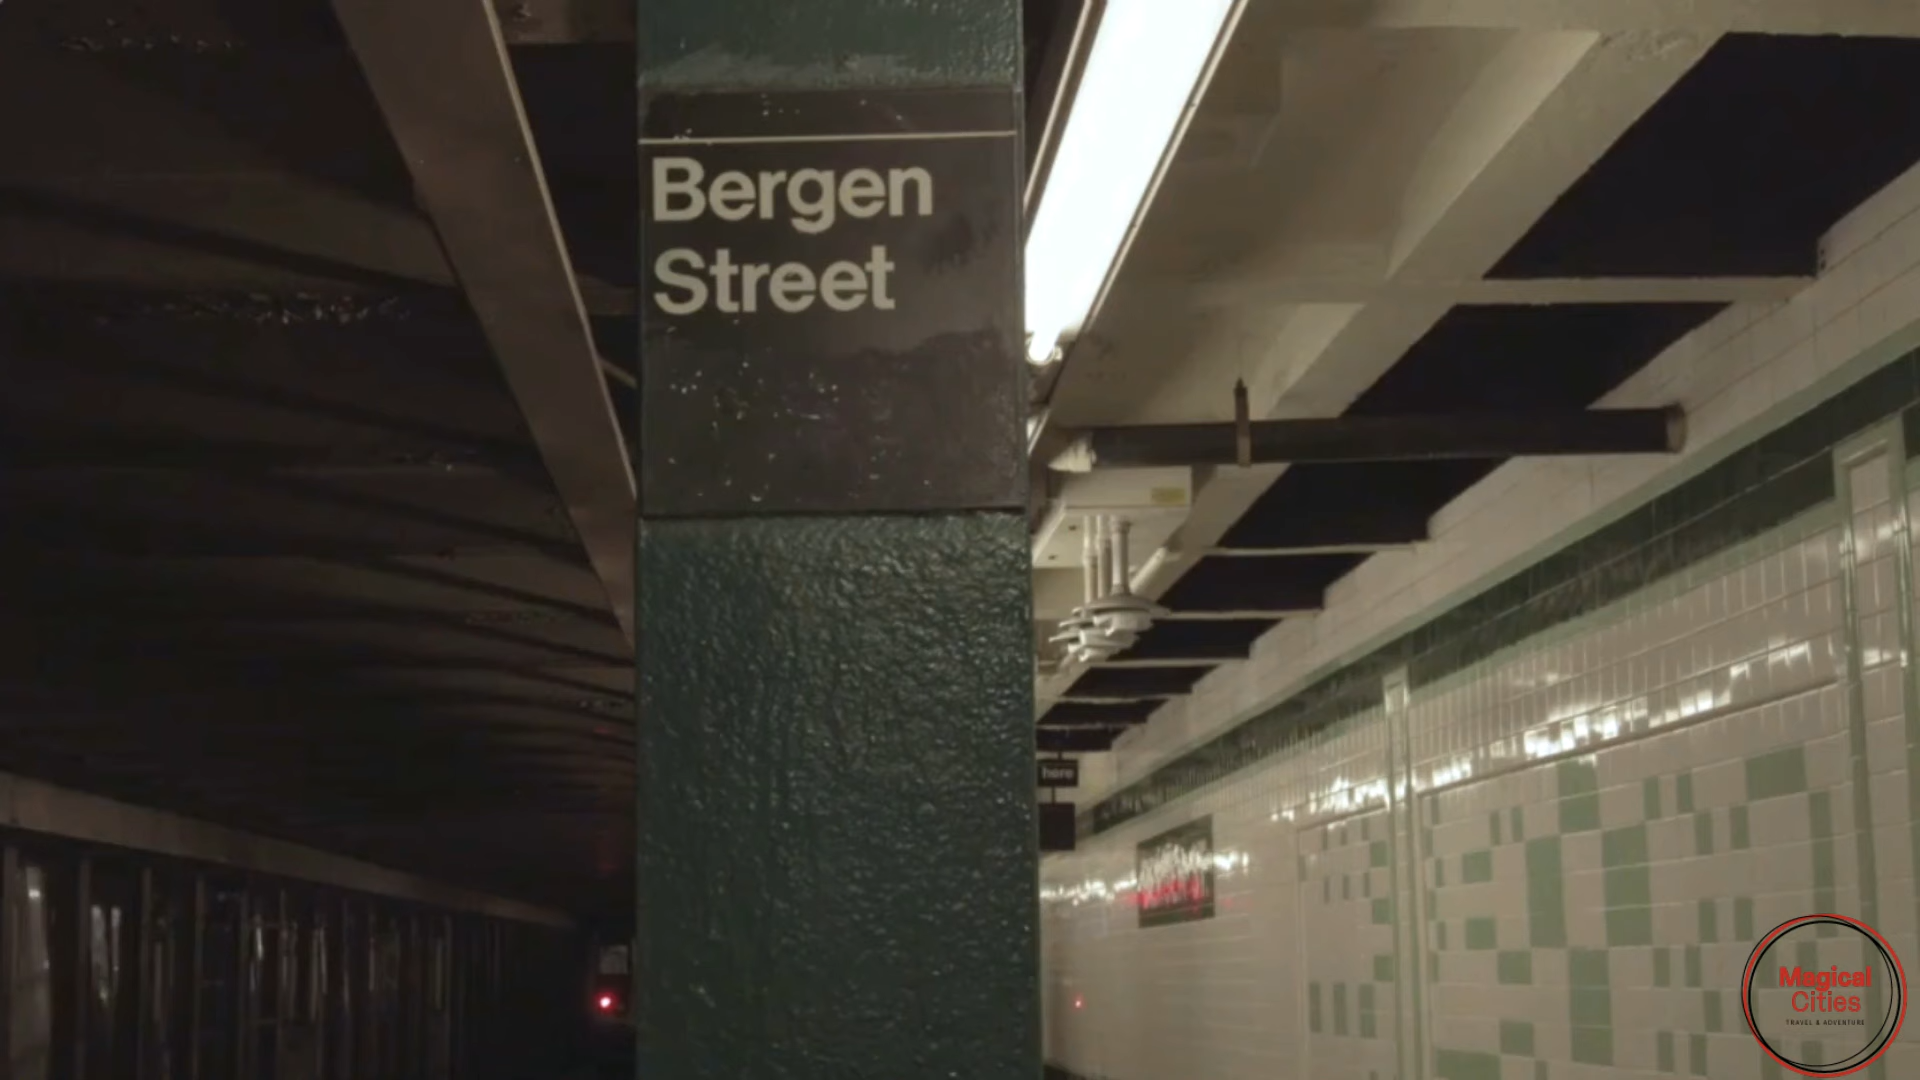 Bergen
Street
here
Magical
Cities
TRAVEL & ADVENTURE